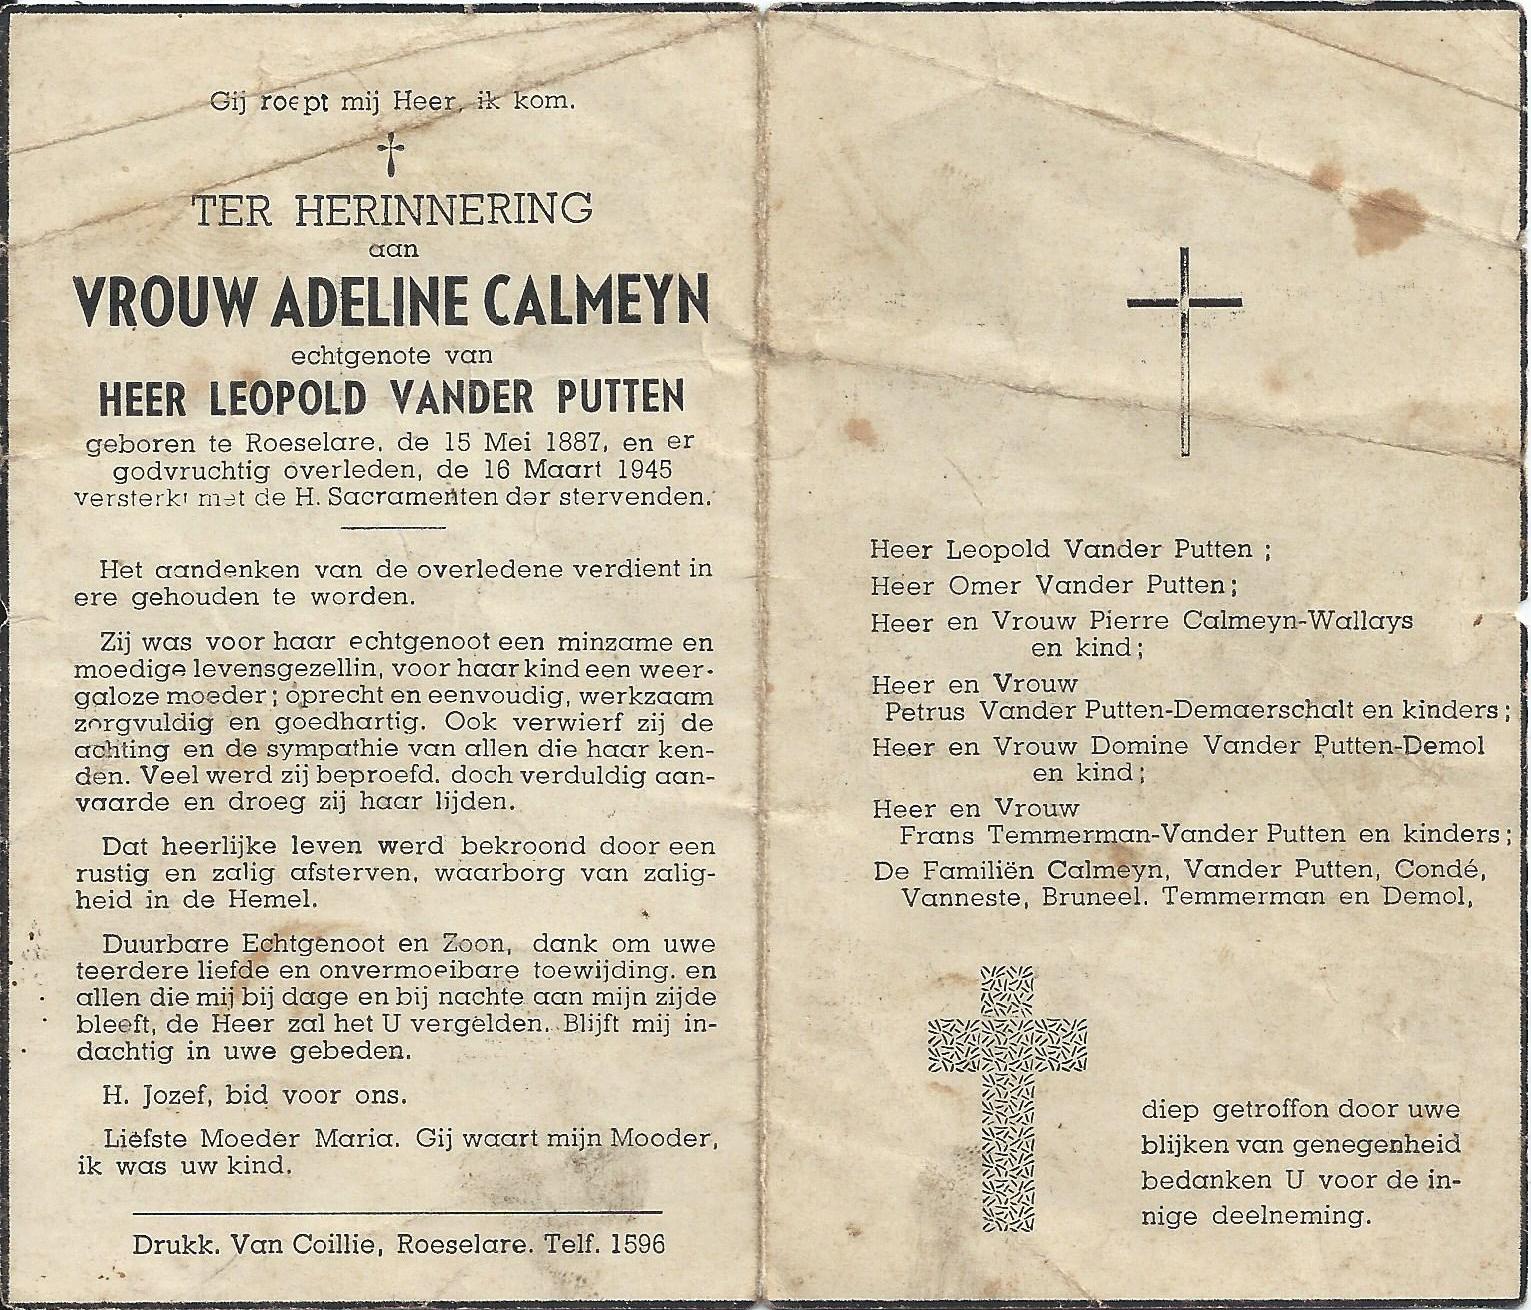 Gij roept mij Heer, ik kom.
TER HERINNERING
aan
VROUW ADELINE CALMEYN
echtgenote van
HEER LEOPOLD VANDER PUTTEN
geboren te Roeselare, de 15 Mei 1887, en er
godvruchtig overleden, de 16 Maart 1945
versterkt met de H. Sacramenten der stervenden.
Het aandenken van de overledene verdient in
ere gehouden te worden.
Zij was voor haar echtgenoot een minzame en
moedige levensgezellin, voor haar kind een weer-
galoze moeder; oprecht en eenvoudig, werkzaam
zorgvuldig en goedhartig. Ook verwierf zij de
achting en de sympathie van allen die haar ken-
den. Veel werd zij beproefd, doch verduldig aan-
vaarde en droeg zij haar lijden.
Dat heerlijke leven werd bekroond door een
rustig en zalig afsterven, waarborg van zalig-
heid in de Hemel.
Duurbare Echtgenoot en Zoon, dank om uwe
teerdere liefde en onvermoeibare toewijding, en
allen die mij bij dage en bij nachte aan mijn zijde
bleeft, de Heer zal het U vergelden. Blijft mij in-
dachtig in uwe gebeden.
H. Jozef, bid voor ons.
Liefste Moeder Maria. Gij waart mijn Mooder,
ik was uw kind.
Drukk. Van Coillie, Roeselare. Telf. 1596
Heer Leopold Vander Putten ;
Heer Omer Vander Putten;
Heer en Vrouw Pierre Calmeyn-Wallays
en kind;
Heer en Vrouw
Petrus Vander Putten-Demaerschalt en kinders;
Heer en Vrouw Domine Vander Putten-Demol
en kind;
Heer en Vrouw
Frans Temmerman-Vander Putten en kinders;
De Familiën Calmeyn, Vander Putten, Condé,
Vanneste, Bruneel. Temmerman en Demol,
diep getroffon door uwe
blijken van genegenheid
bedanken U voor de in-
nige deelneming.